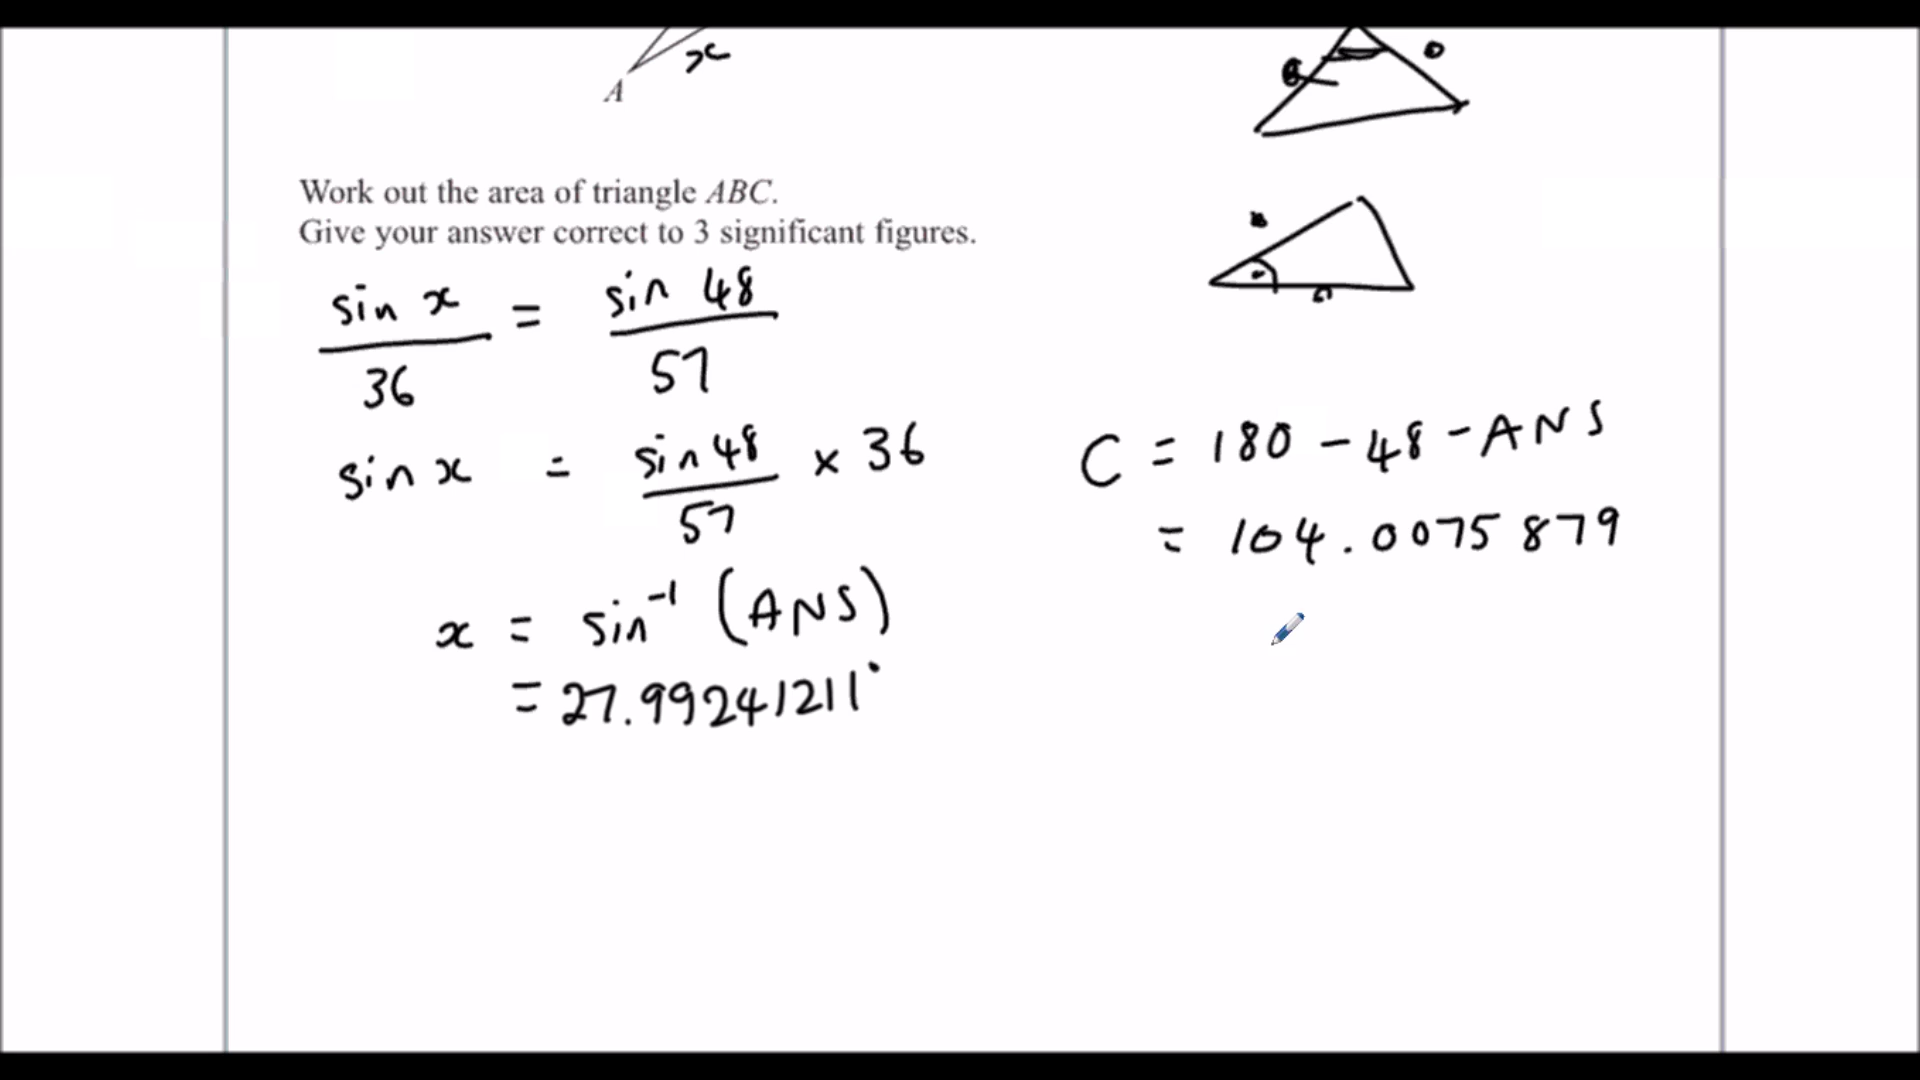 x
A
Work out the area of triangle ABC.
Give your answer correct to 3 significant figures.
sin x / 36 = sin 48 / 57
sin x = sin 48 / 57 × 36
x = sin⁻¹ (ANS)
= 27.99241211°
C = 180 - 48 - ANS
= 104.0075879